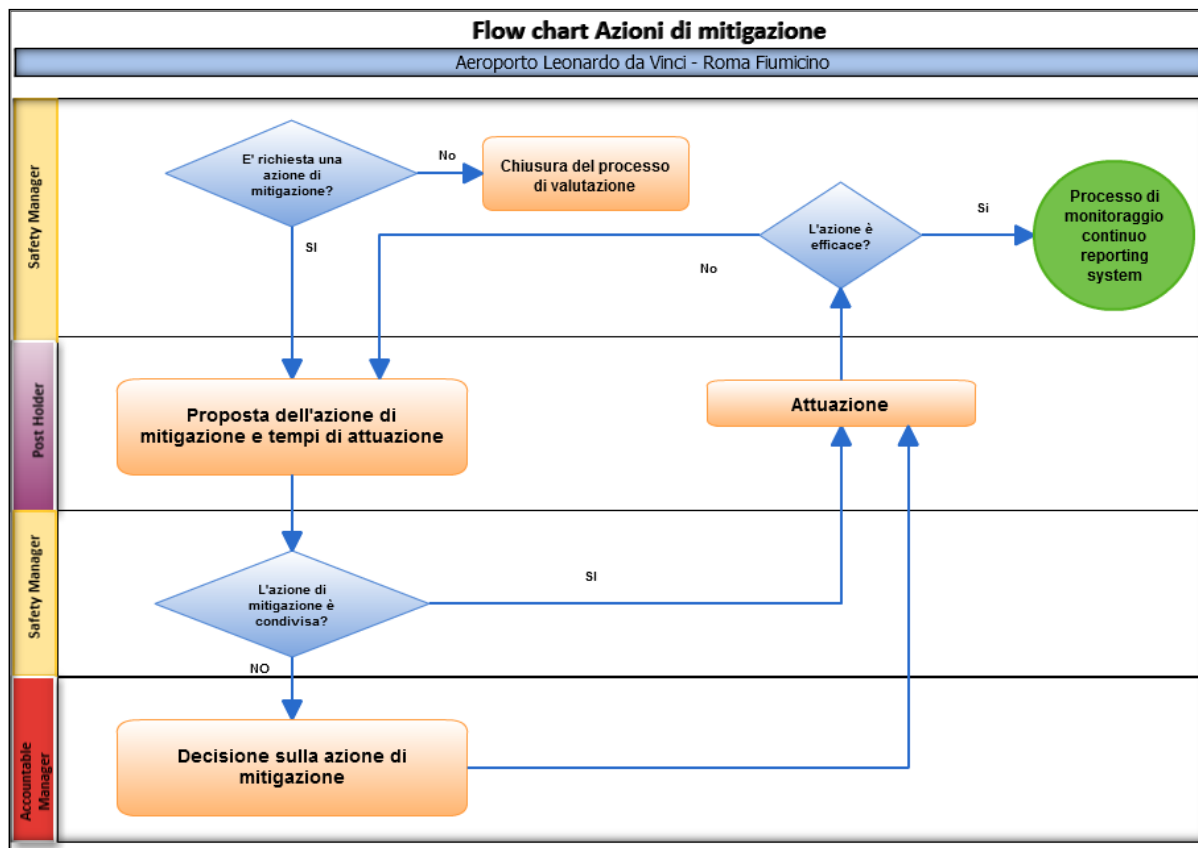 Flow chart Azioni di mitigazione
Aeroporto Leonardo da Vinci - Roma Fiumicino
Safety Manager
E' richiesta una
azione di
mitigazione?
No
Chiusura del processo
di valutazione
SI
L'azione è
efficace?
Si
No
Processo di
monitoraggio
continuo
reporting
system
Post Holder
Proposta dell'azione di
mitigazione e tempi di attuazione
Attuazione
Safety Manager
L'azione di
mitigazione è
condivisa?
SI
NO
Accountable
Manager
Decisione sulla azione di
mitigazione